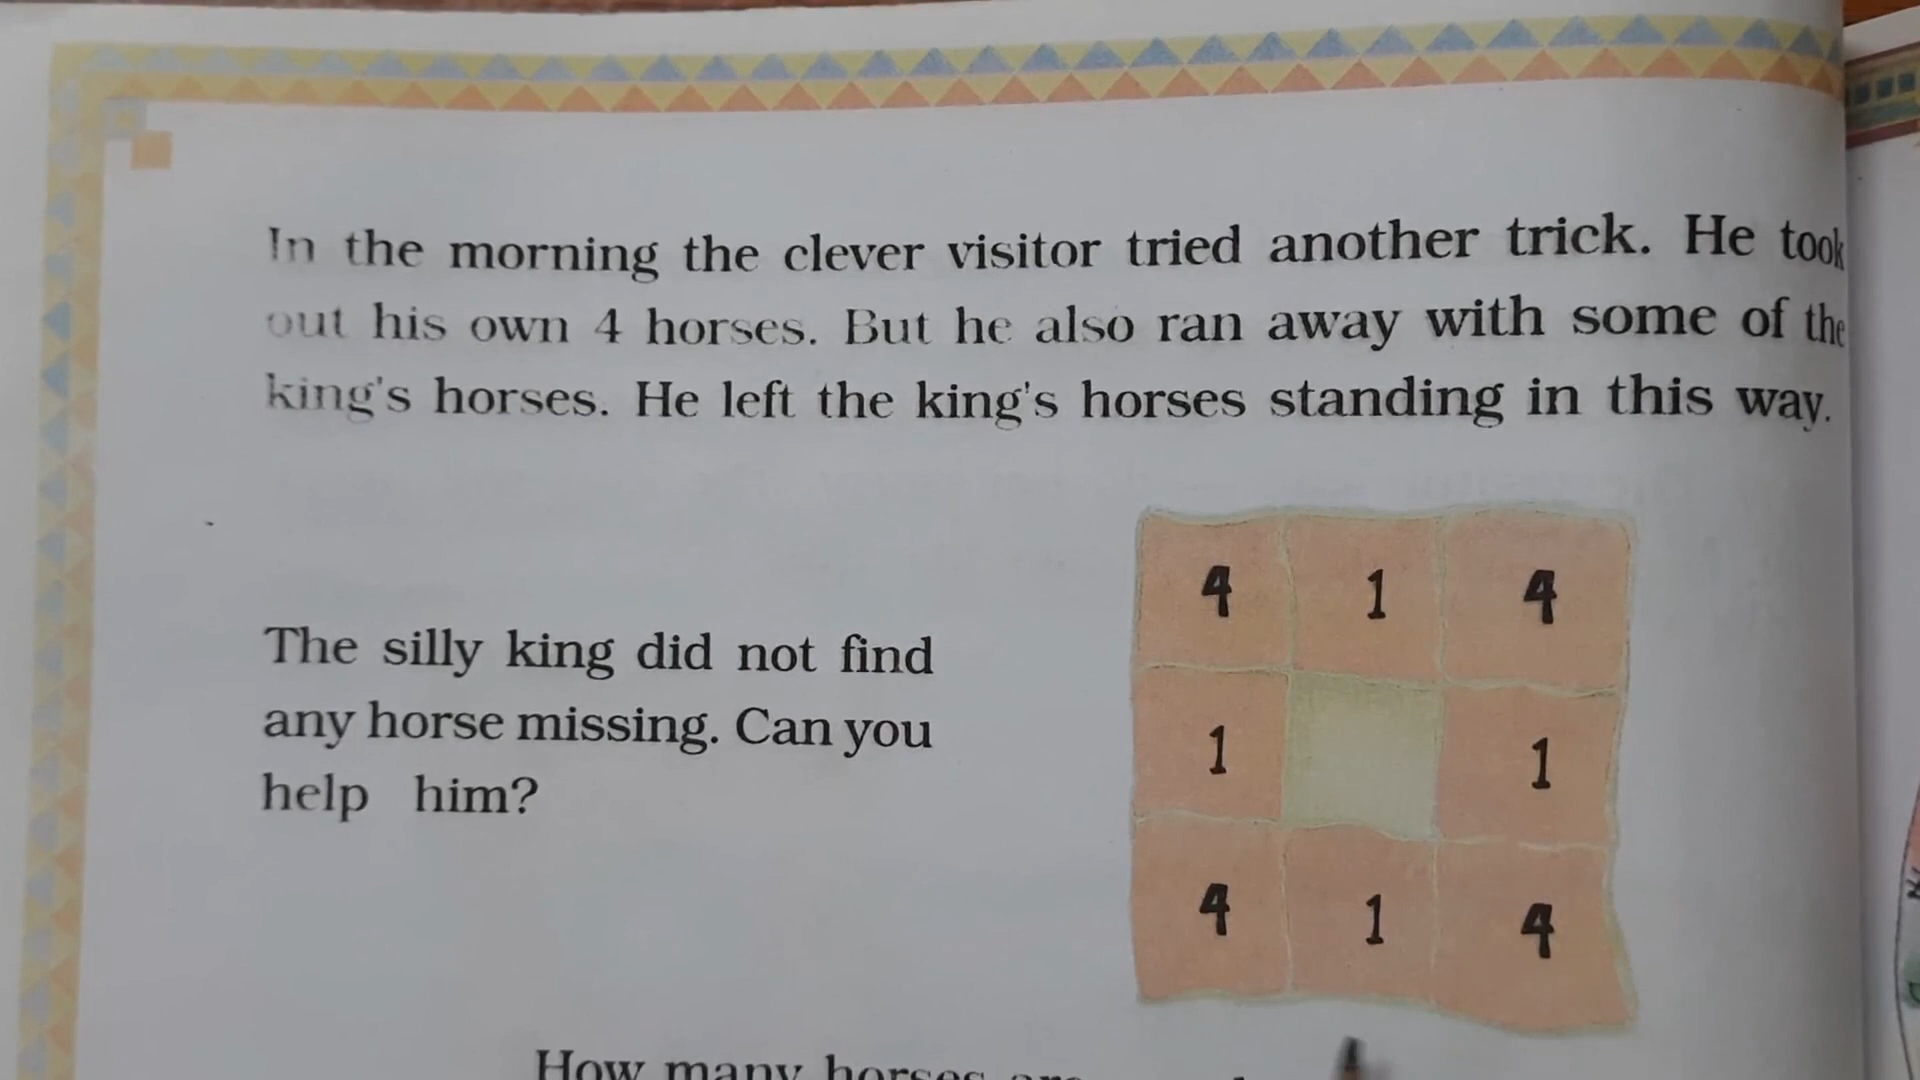 In the morning the clever visitor tried another trick. He took
out his own 4 horses. But he also ran away with some of the
king's horses. He left the king's horses standing in this way.
4 1 4
The silly king did not find
any horse missing. Can you
help him?
1 1
4 1 4
How many horses are